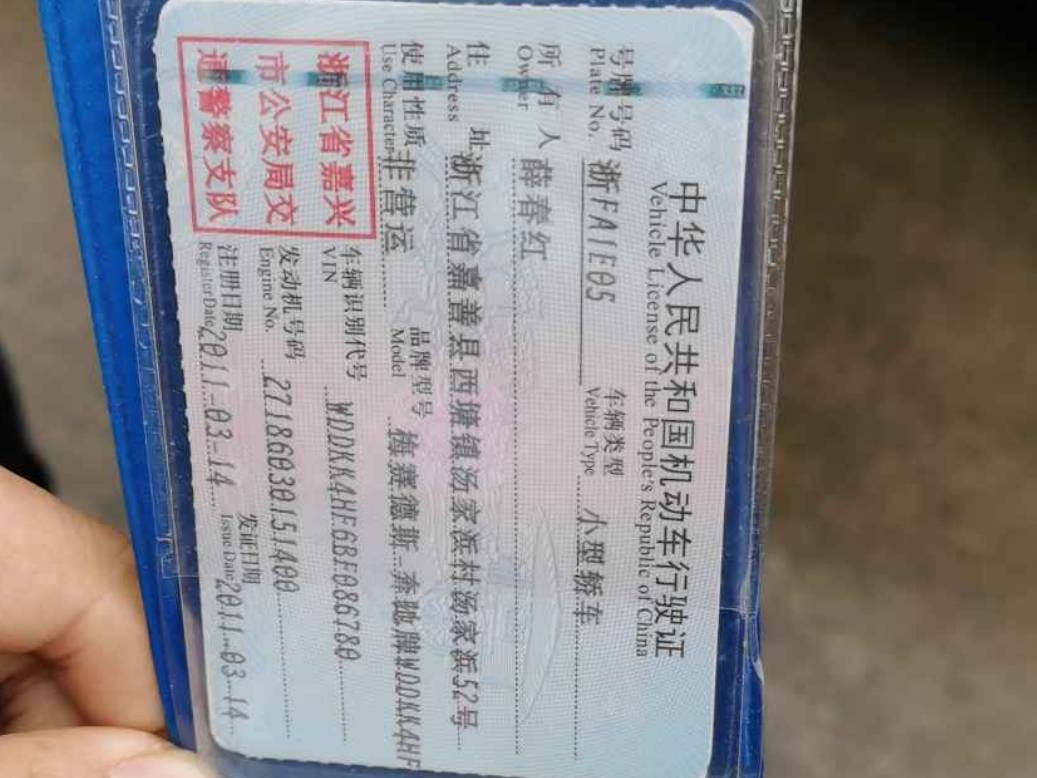 中华人民共和国机动车行驶证
Vehicle License of the People's Republic of China
号牌号码 浙FA1E05 车辆类型 小型轿车
Plate No. Vehicle Type
所有人 薛春红
Owner
住址 浙江省嘉善县西塘镇汤家浜村汤家浜52号
Address
使用性质 非营运 品牌型号 梅赛德斯-奔驰牌WDDKK4HF
Use Character Model
浙江省嘉兴
市公安局交
通警察支队
车辆识别代号 WDDKK4HF6BF086780
VIN
发动机号码 27186030151400
Engine No.
注册日期 2011-03-14 发证日期 2011-03-14
Register Date Issue Date